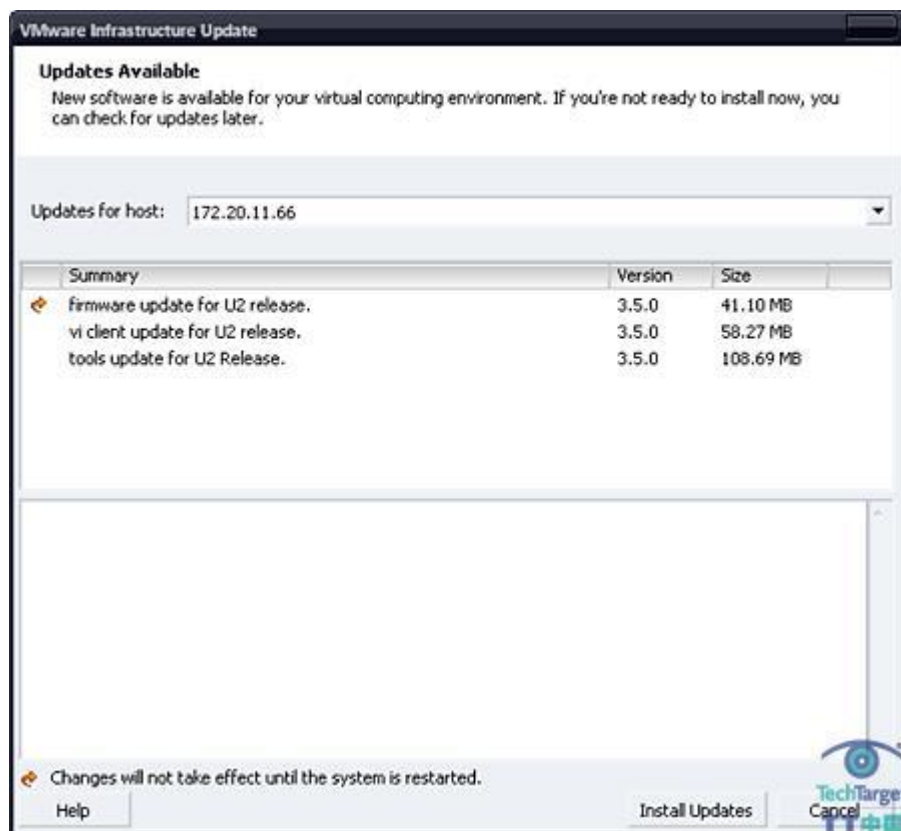 VMware Infrastructure Update
Updates Available
New software is available for your virtual computing environment. If you're not ready to install now, you
can check for updates later.
Updates for host: 172.20.11.66
Summary Version Size
firmware update for U2 release. 3.5.0 41.10 MB
vi client update for U2 release. 3.5.0 58.27 MB
tools update for U2 Release. 3.5.0 108.69 MB
Changes will not take effect until the system is restarted.
Help Install Updates Cancel
TechTarge